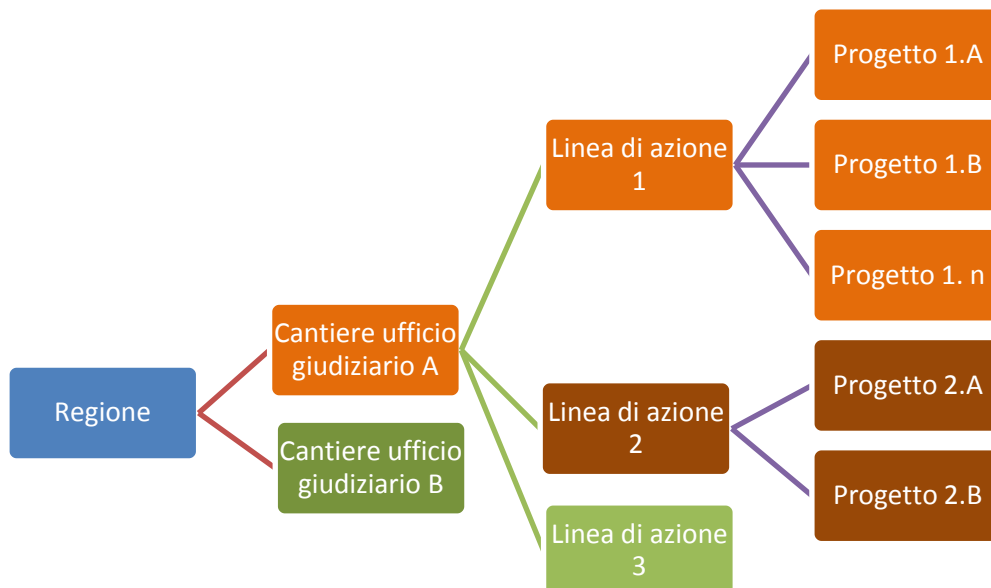 Regione
Cantiere ufficio
giudiziario A
Cantiere ufficio
giudiziario B
Linea di azione
1
Linea di azione
2
Linea di azione
3
Progetto 1.A
Progetto 1.B
Progetto 1. n
Progetto 2.A
Progetto 2.B